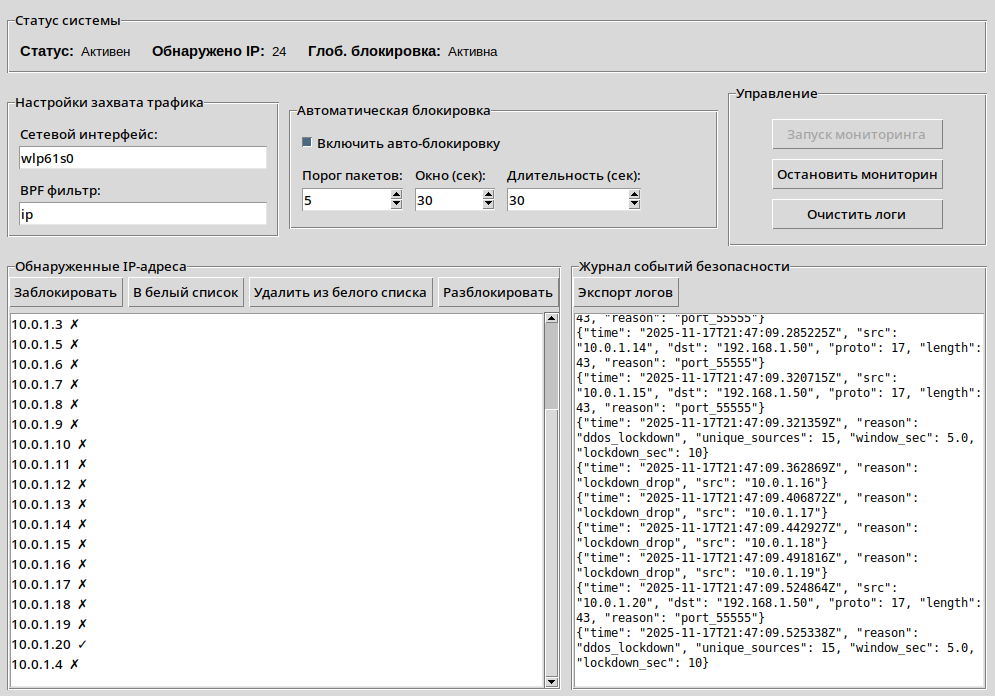 Статус системы
Статус: Активен Обнаружено IP: 24 Глоб. блокировка: Активна
Настройки захвата трафика
Сетевой интерфейс:
wlp61s0
BPF фильтр:
ip
Автоматическая блокировка
Включить авто-блокировку
Порог пакетов: Окно (сек): Длительность (сек):
5 30 30
Управление
Запуск мониторинга
Остановить мониторин
Очистить логи
Обнаруженные IP-адреса
Заблокировать В белый список Удалить из белого списка Разблокировать
10.0.1.3 ✗
10.0.1.5 ✗
10.0.1.6 ✗
10.0.1.7 ✗
10.0.1.8 ✗
10.0.1.9 ✗
10.0.1.10 ✗
10.0.1.11 ✗
10.0.1.12 ✗
10.0.1.13 ✗
10.0.1.14 ✗
10.0.1.15 ✗
10.0.1.16 ✗
10.0.1.17 ✗
10.0.1.18 ✗
10.0.1.19 ✗
10.0.1.20 ✓
10.0.1.4 ✗
Журнал событий безопасности
Экспорт логов
43, "reason": "port_55555"}
{"time": "2025-11-17T21:47:09.285225Z", "src":
"10.0.1.14", "dst": "192.168.1.50", "proto": 17, "length":
43, "reason": "port_55555"}
{"time": "2025-11-17T21:47:09.320715Z", "src":
"10.0.1.15", "dst": "192.168.1.50", "proto": 17, "length":
43, "reason": "port_55555"}
{"time": "2025-11-17T21:47:09.321359Z", "reason":
"ddos_lockdown", "unique_sources": 15, "window_sec": 5.0,
"lockdown_sec": 10}
{"time": "2025-11-17T21:47:09.362869Z", "reason":
"lockdown_drop", "src": "10.0.1.16"}
{"time": "2025-11-17T21:47:09.406872Z", "reason":
"lockdown_drop", "src": "10.0.1.17"}
{"time": "2025-11-17T21:47:09.442927Z", "reason":
"lockdown_drop", "src": "10.0.1.18"}
{"time": "2025-11-17T21:47:09.491816Z", "reason":
"lockdown_drop", "src": "10.0.1.19"}
{"time": "2025-11-17T21:47:09.524864Z", "src":
"10.0.1.20", "dst": "192.168.1.50", "proto": 17, "length":
43, "reason": "port_55555"}
{"time": "2025-11-17T21:47:09.525338Z", "reason":
"ddos_lockdown", "unique_sources": 15, "window_sec": 5.0,
"lockdown_sec": 10}